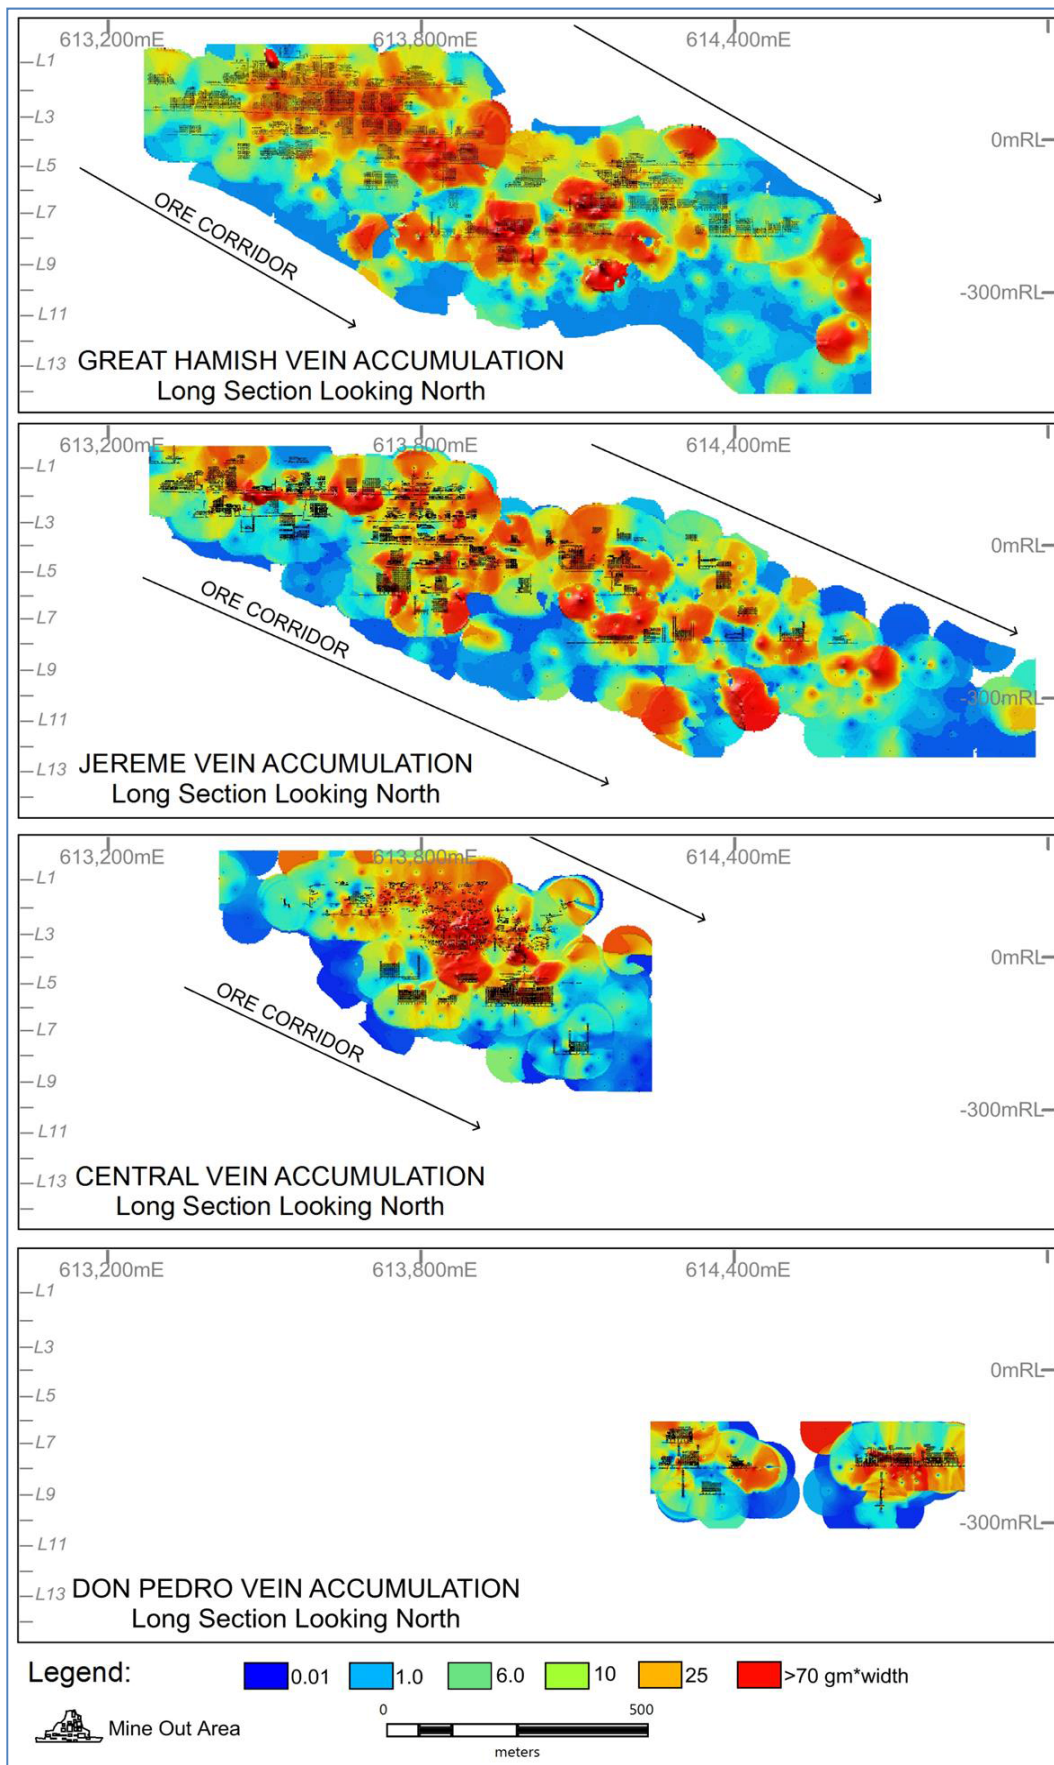 613,200mE 613,800mE 614,400mE
L1
L3
0mRL
L5
L7
ORE CORRIDOR
L9
-300mRL
L11
L13
GREAT HAMISH VEIN ACCUMULATION
Long Section Looking North
613,200mE 613,800mE 614,400mE
L1
L3
0mRL
L5
ORE CORRIDOR
L7
L9
-300mRL
L11
L13
JEREME VEIN ACCUMULATION
Long Section Looking North
613,200mE 613,800mE 614,400mE
L1
L3
0mRL
L5
ORE CORRIDOR
L7
L9
-300mRL
L11
L13
CENTRAL VEIN ACCUMULATION
Long Section Looking North
613,200mE 613,800mE 614,400mE
L1
L3
0mRL
L5
L7
L9
-300mRL
L11
L13
DON PEDRO VEIN ACCUMULATION
Long Section Looking North
Legend: 0.01 1.0 6.0 10 25 >70 gm*width
Mine Out Area
0 500
meters